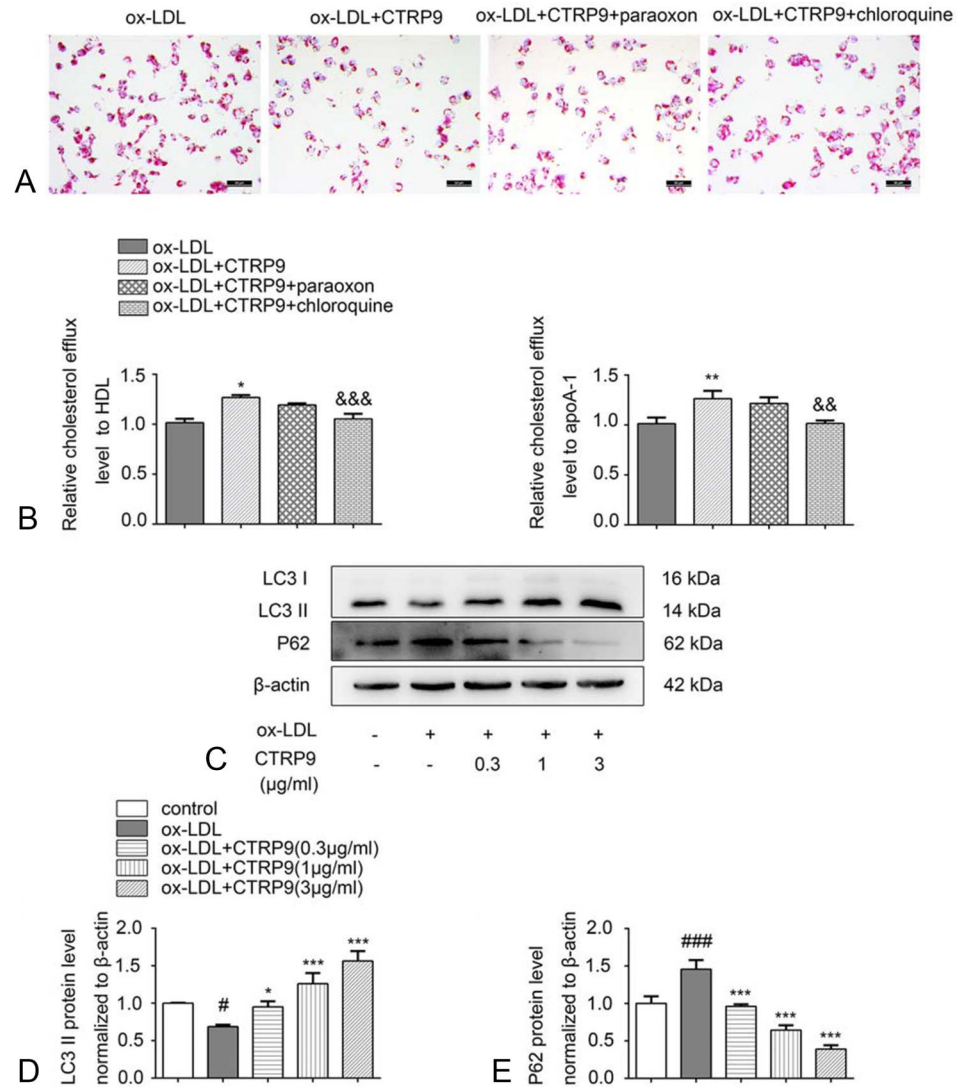 ox-LDL
ox-LDL+CTRP9
ox-LDL+CTRP9+paraoxon
ox-LDL+CTRP9+chloroquine
A
ox-LDL
ox-LDL+CTRP9
ox-LDL+CTRP9+paraoxon
ox-LDL+CTRP9+chloroquine
Relative cholesterol efflux
level to HDL
1.5
1.0
0.5
0.0
*
&&&
Relative cholesterol efflux
level to apoA-1
1.5
1.0
0.5
0.0
**
&&
B
LC3 I
16 kDa
LC3 II
14 kDa
P62
62 kDa
β-actin
42 kDa
ox-LDL - + + + +
CTRP9 - - 0.3 1 3
(μg/ml)
C
control
ox-LDL
ox-LDL+CTRP9(0.3μg/ml)
ox-LDL+CTRP9(1μg/ml)
ox-LDL+CTRP9(3μg/ml)
LC3 II protein level
normalized to β-actin
2.0
1.5
1.0
0.5
0.0
#
*
***
***
D
P62 protein level
normalized to β-actin
2.0
1.5
1.0
0.5
0.0
###
***
***
***
E